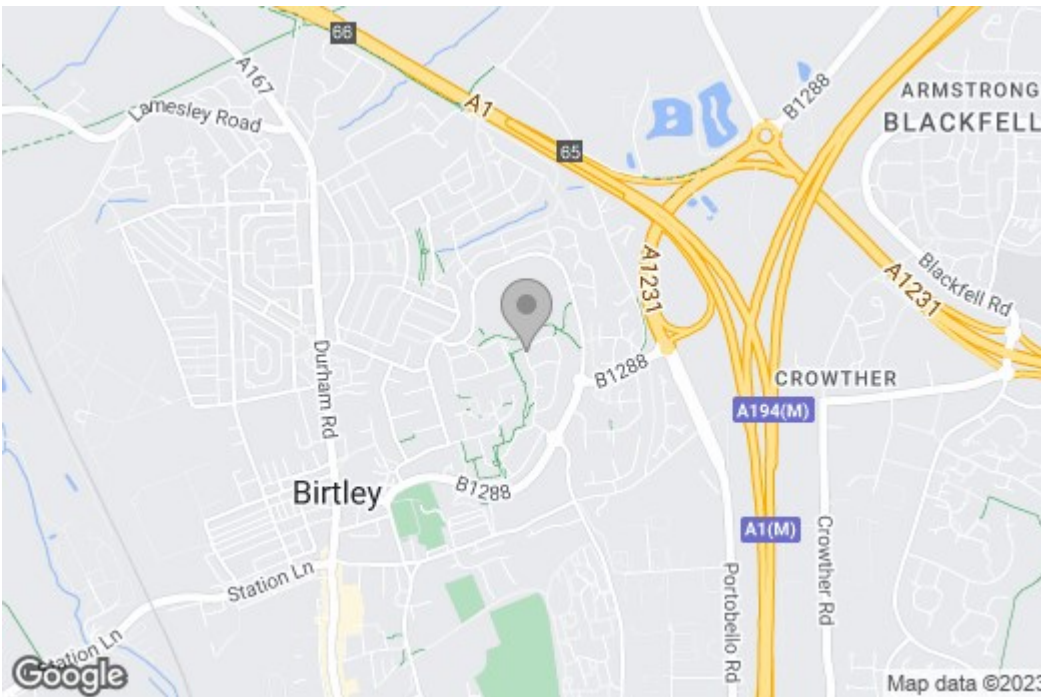 66
A167
Lamesley Road
A1
65
B1288
ARMSTRONG
BLACKFELL
A1231
Blackfell Rd
A1231
Durham Rd
B1288
CROWTHER
A194(M)
Birtley
B1288
A1(M)
Crowther Rd
Portobello Rd
Station Ln
Station Ln
Google
Map data ©2023